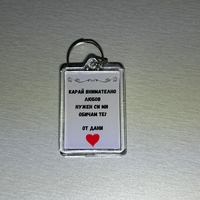 КАРАЙ ВНИМАТЕЛНО
ЛЮБОВ
НУЖЕН СИ МИ
ОБИЧАМ ТЕ!
ОТ ДАНИ